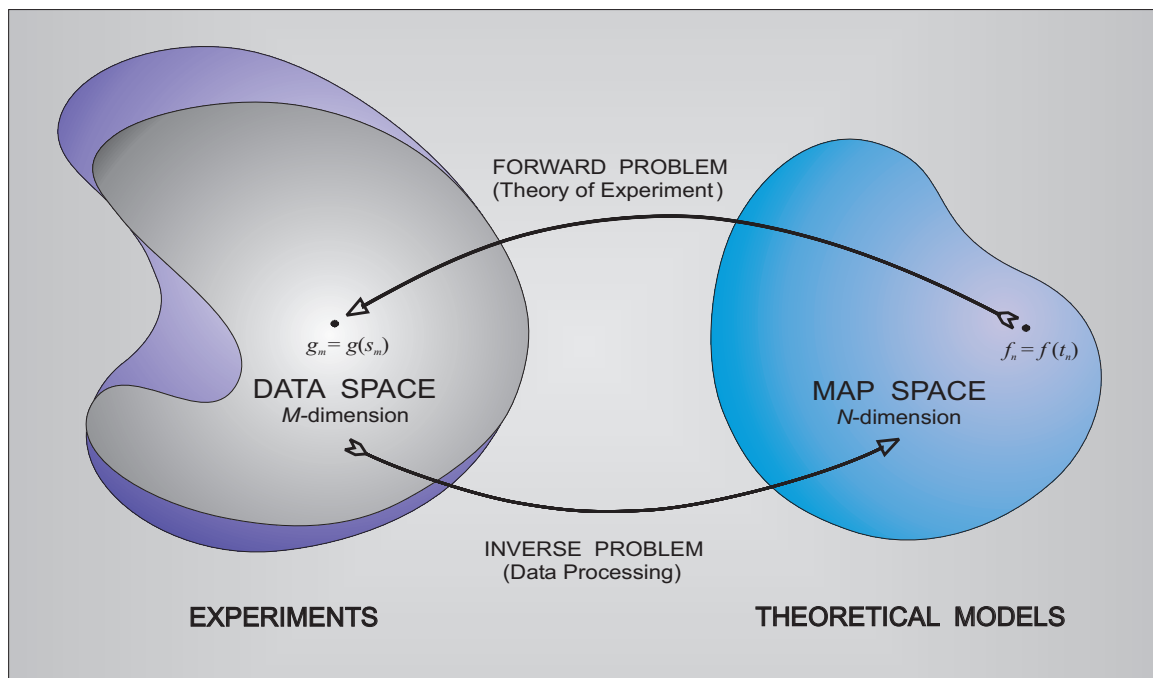 FORWARD PROBLEM
(Theory of Experiment)
gₘ = g(sₘ)
DATA SPACE
M-dimension
fₙ = f(tₙ)
MAP SPACE
N-dimension
INVERSE PROBLEM
(Data Processing)
EXPERIMENTS
THEORETICAL MODELS